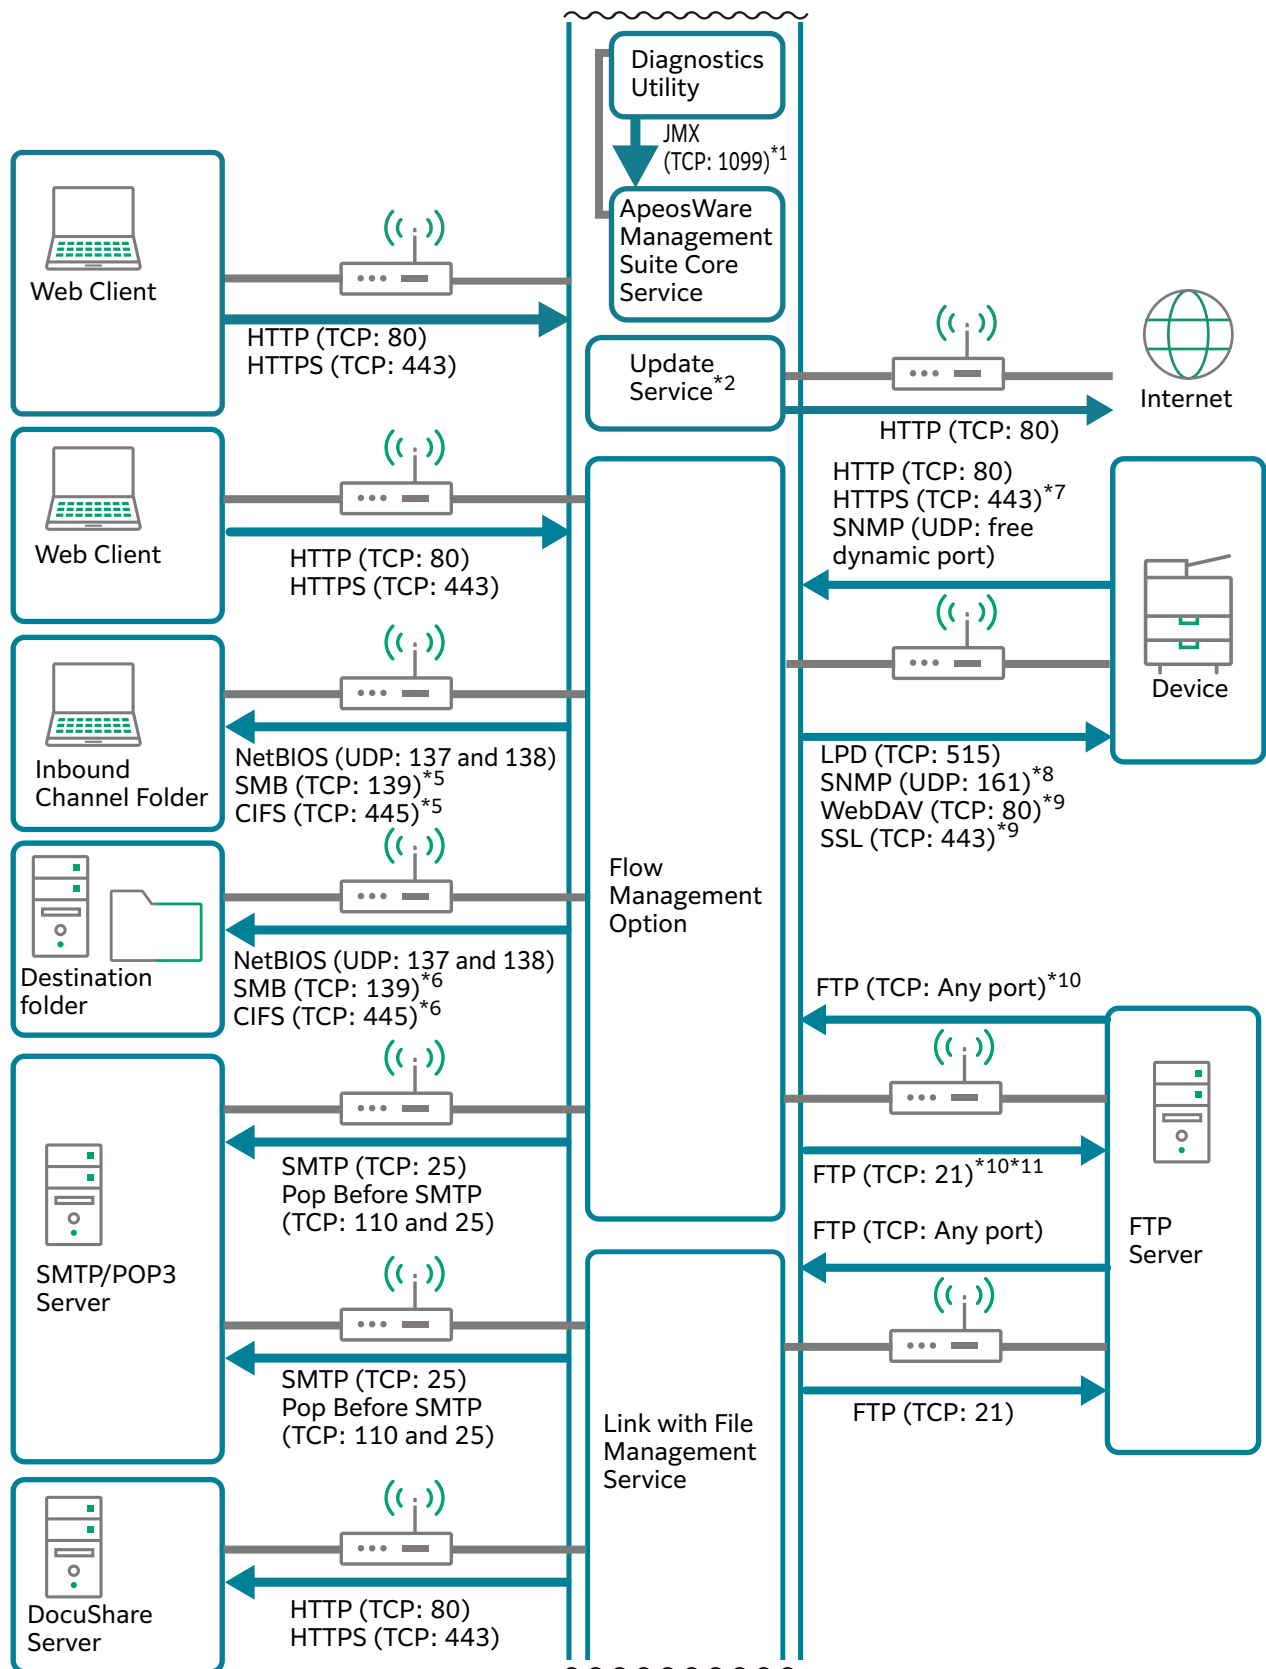 Diagnostics
Utility
JMX
(TCP: 1099)*1
ApeosWare
Management
Suite Core
Service
Web Client
HTTP (TCP: 80)
HTTPS (TCP: 443)
Update
Service*2
Internet
HTTP (TCP: 80)
Web Client
HTTP (TCP: 80)
HTTPS (TCP: 443)
HTTP (TCP: 80)
HTTPS (TCP: 443)*7
SNMP (UDP: free
dynamic port)
Device
LPD (TCP: 515)
SNMP (UDP: 161)*8
WebDAV (TCP: 80)*9
SSL (TCP: 443)*9
Inbound
Channel Folder
NetBIOS (UDP: 137 and 138)
SMB (TCP: 139)*5
CIFS (TCP: 445)*5
Flow
Management
Option
Destination
folder
NetBIOS (UDP: 137 and 138)
SMB (TCP: 139)*6
CIFS (TCP: 445)*6
FTP (TCP: Any port)*10
FTP (TCP: 21)*10*11
SMTP/POP3
Server
SMTP (TCP: 25)
Pop Before SMTP
(TCP: 110 and 25)
FTP (TCP: Any port)
FTP
Server
FTP (TCP: 21)
SMTP (TCP: 25)
Pop Before SMTP
(TCP: 110 and 25)
Link with File
Management
Service
DocuShare
Server
HTTP (TCP: 80)
HTTPS (TCP: 443)